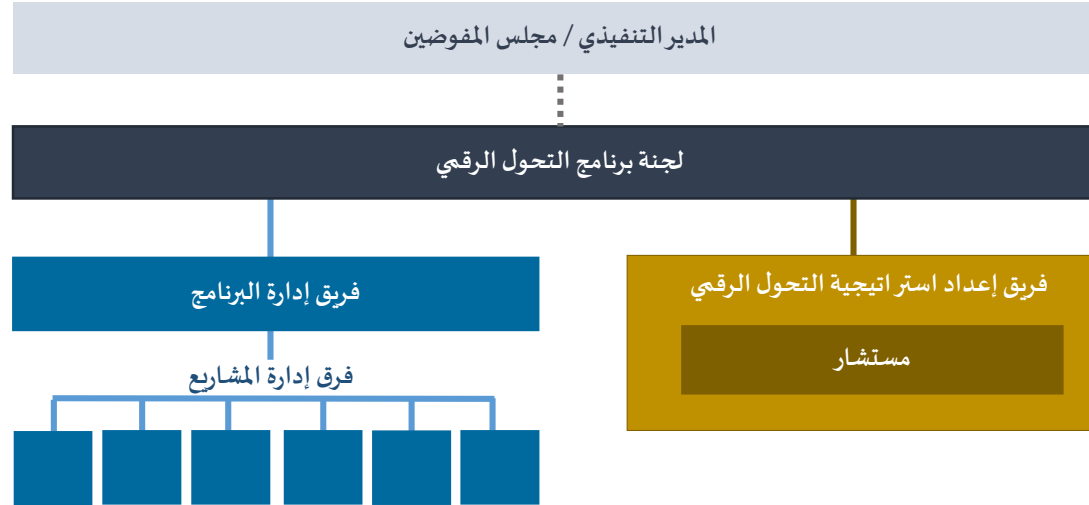 المدير التنفيذي / مجلس المفوضين
لجنة برنامج التحول الرقمي
فريق إعداد استراتيجية التحول الرقمي
مستشار
فريق إدارة البرنامج
فرق إدارة المشاريع